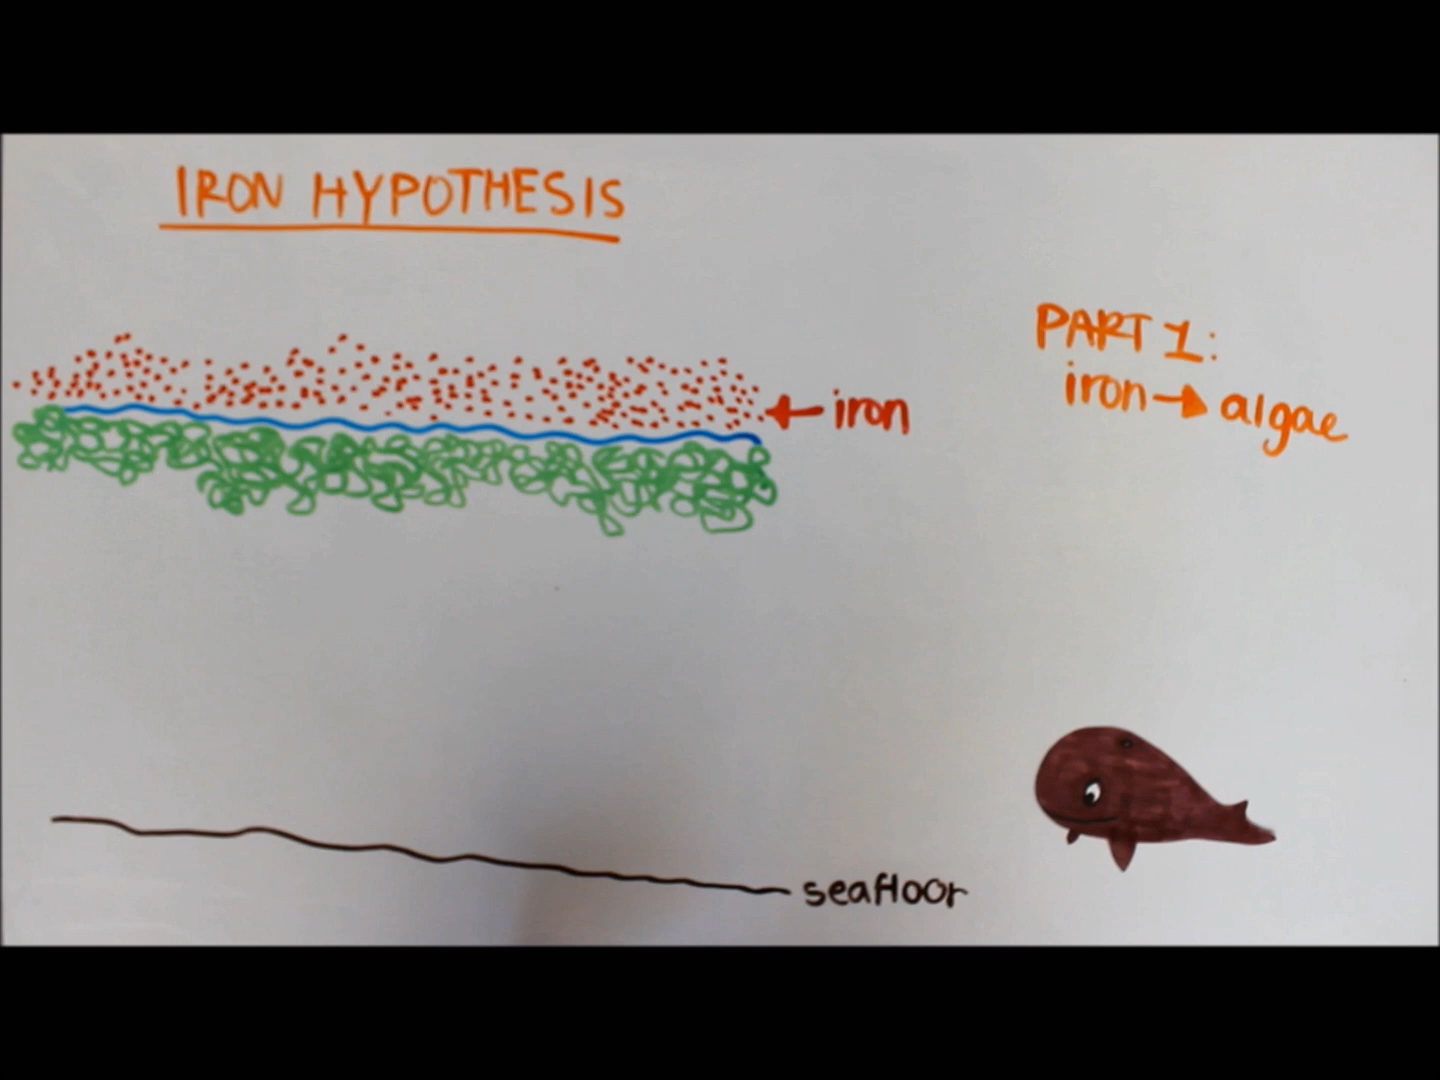 IRON HYPOTHESIS
PART 1:
iron → algae
← iron
seafloor